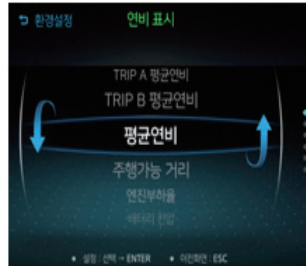 환경설정
연비 표시
TRIP A 평균연비
TRIP B 평균연비
평균연비
주행가능 거리
엔진부하율
배터리 전압
• 설정 : 선택 → ENTER • 이전화면 : ESC